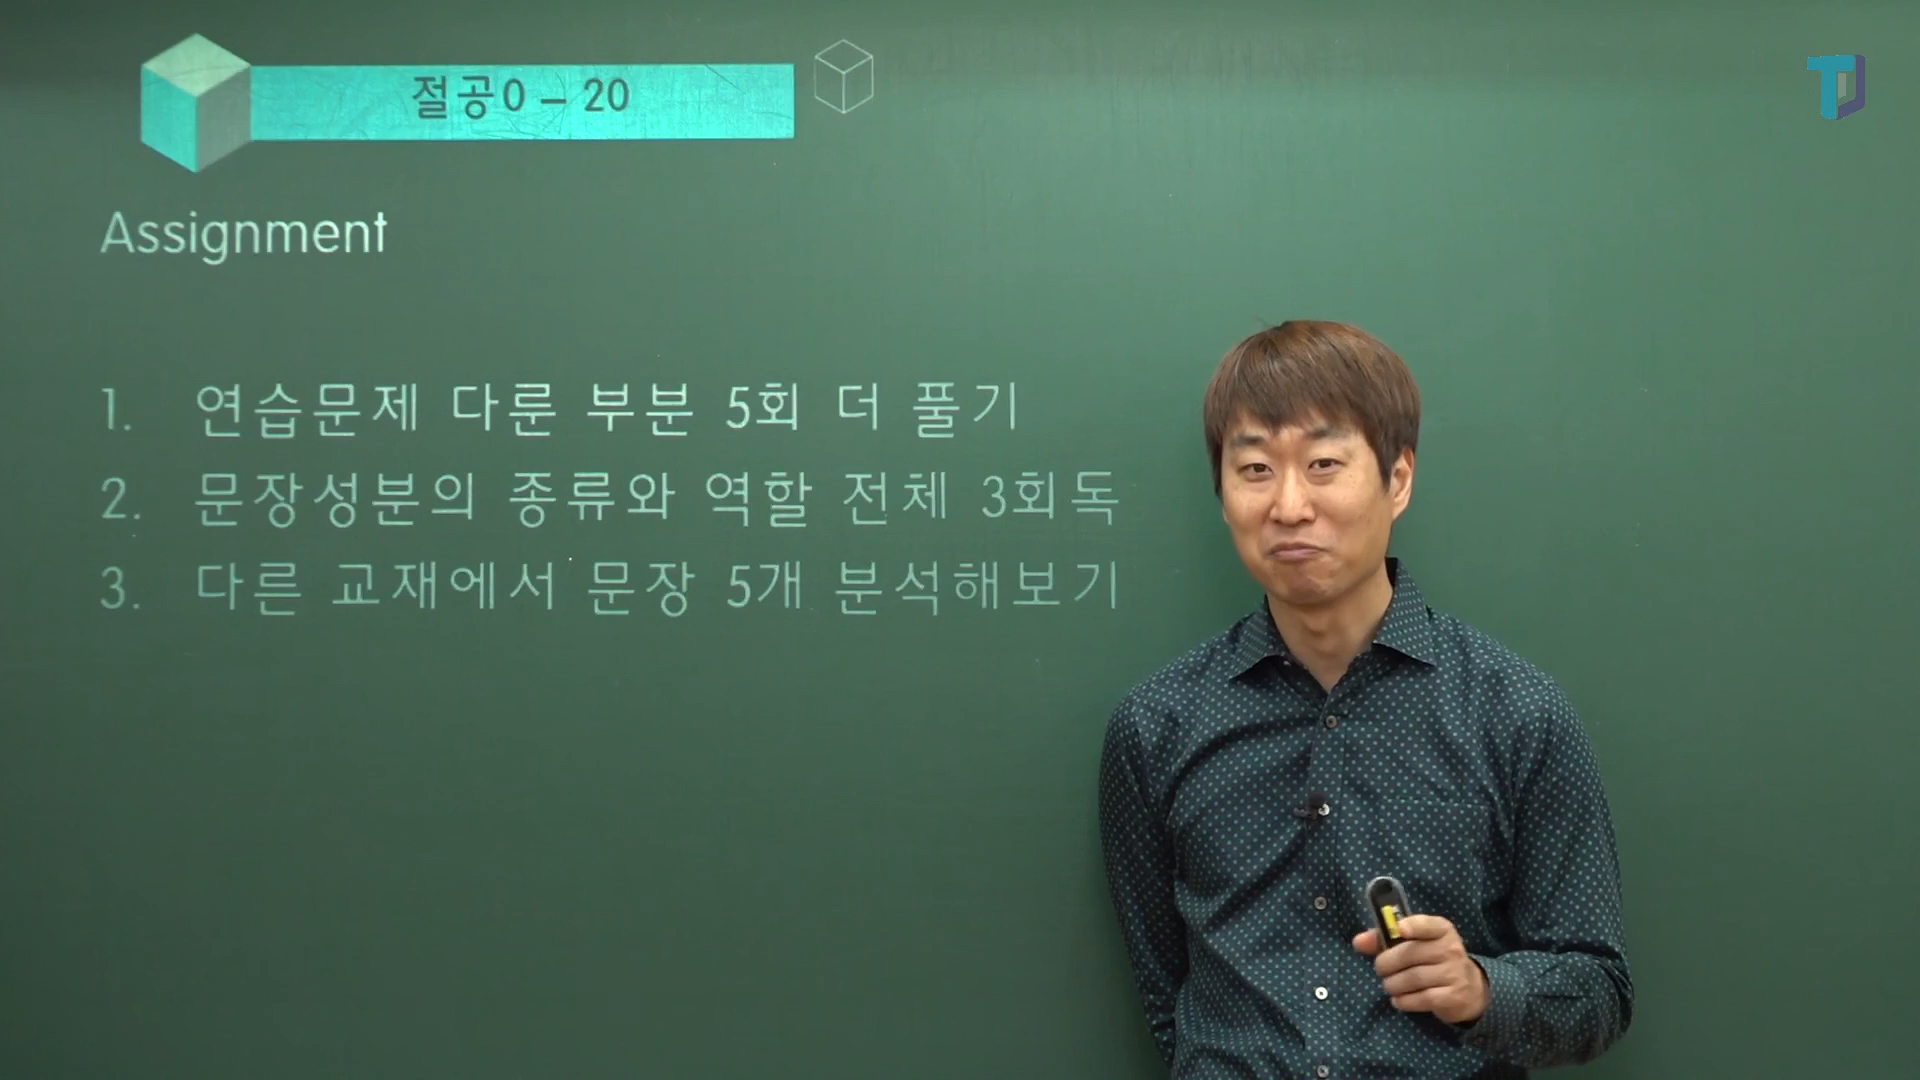 절공0 – 20
Assignment
1. 연습문제 다룬 부분 5회 더 풀기
2. 문장성분의 종류와 역할 전체 3회독
3. 다른 교재에서 문장 5개 분석해보기